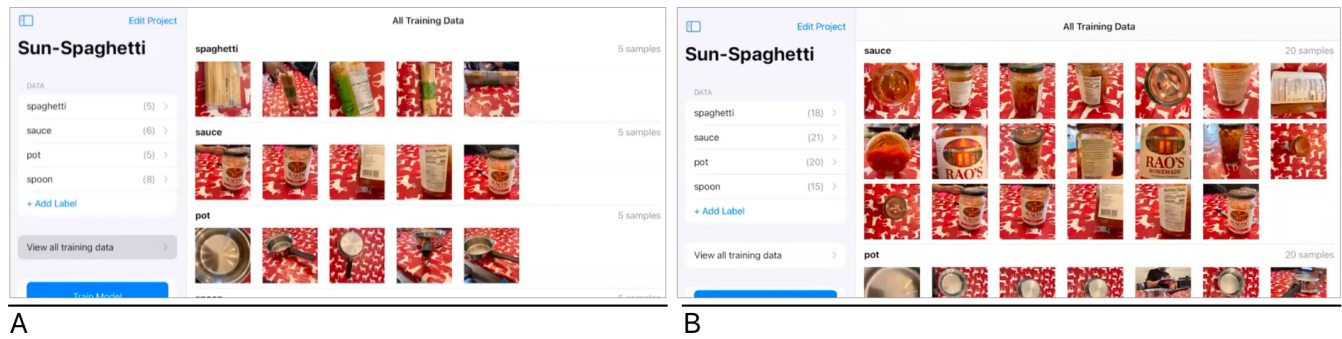 Edit Project
All Training Data
Sun-Spaghetti
spaghetti
5 samples
DATA
spaghetti (5)
sauce (6)
sauce
5 samples
pot (5)
spoon (8)
+ Add Label
pot
5 samples
View all training data
Train Model
A
Edit Project
All Training Data
Sun-Spaghetti
sauce
20 samples
DATA
spaghetti (18)
sauce (21)
RAO'S
RAO'S
HOMEMADE
pot (20)
spoon (15)
+ Add Label
View all training data
pot
20 samples
B